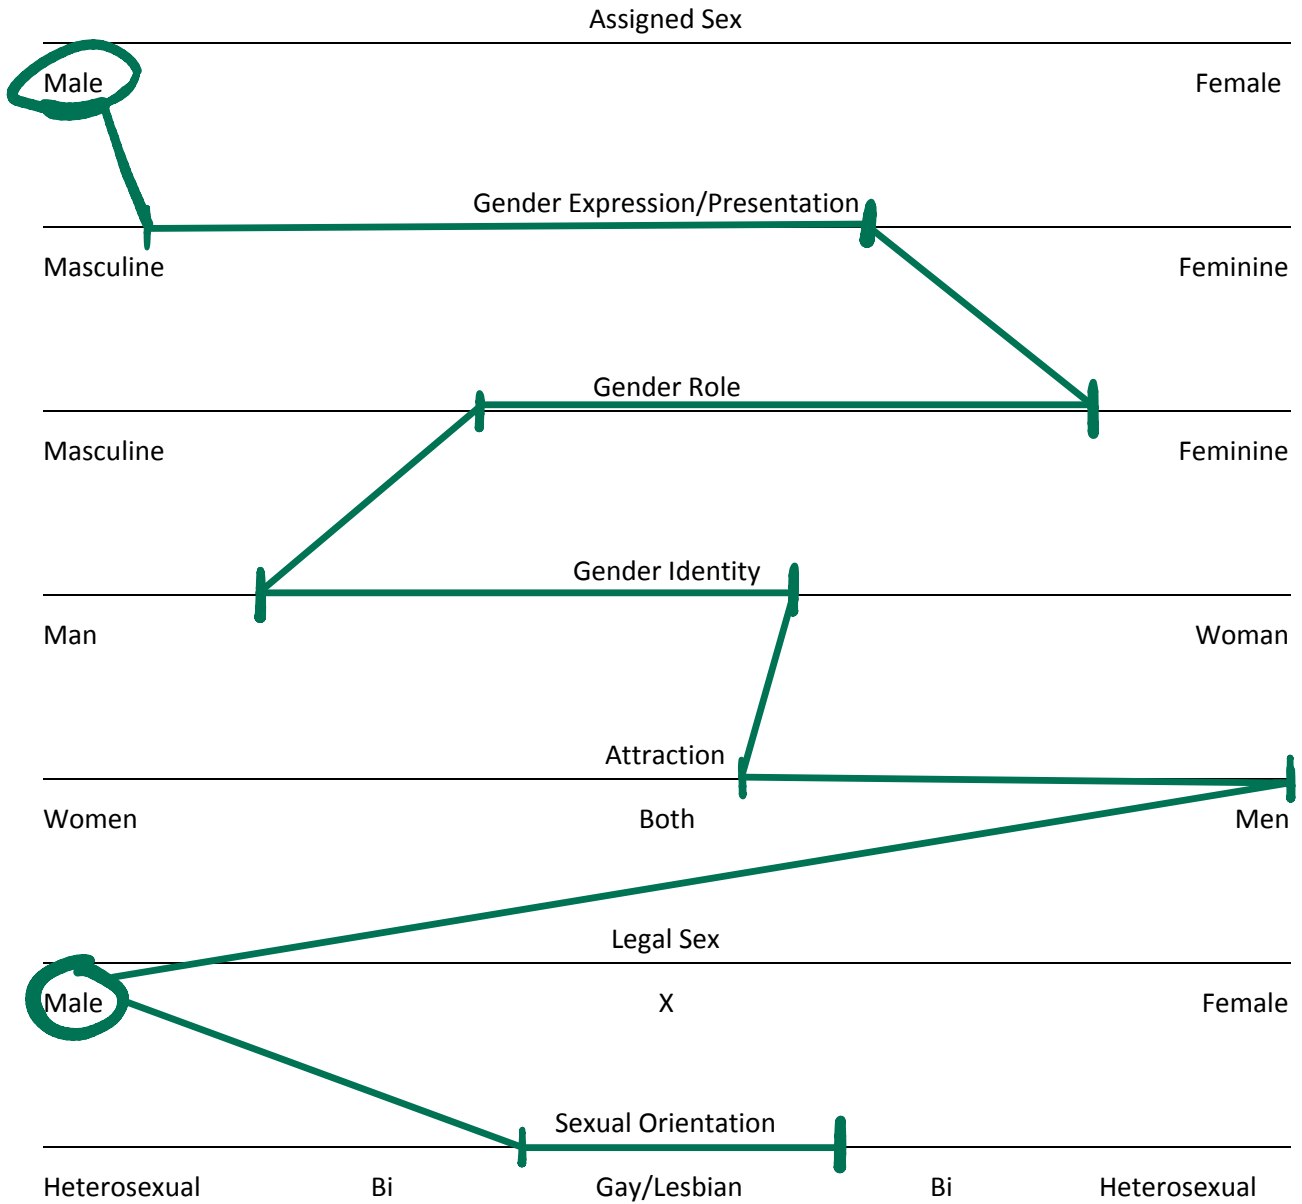 Assigned Sex
Male Female
Gender Expression/Presentation
Masculine Feminine
Gender Role
Masculine Feminine
Gender Identity
Man Woman
Attraction
Women Both Men
Legal Sex
Male X Female
Sexual Orientation
Heterosexual Bi Gay/Lesbian Bi Heterosexual